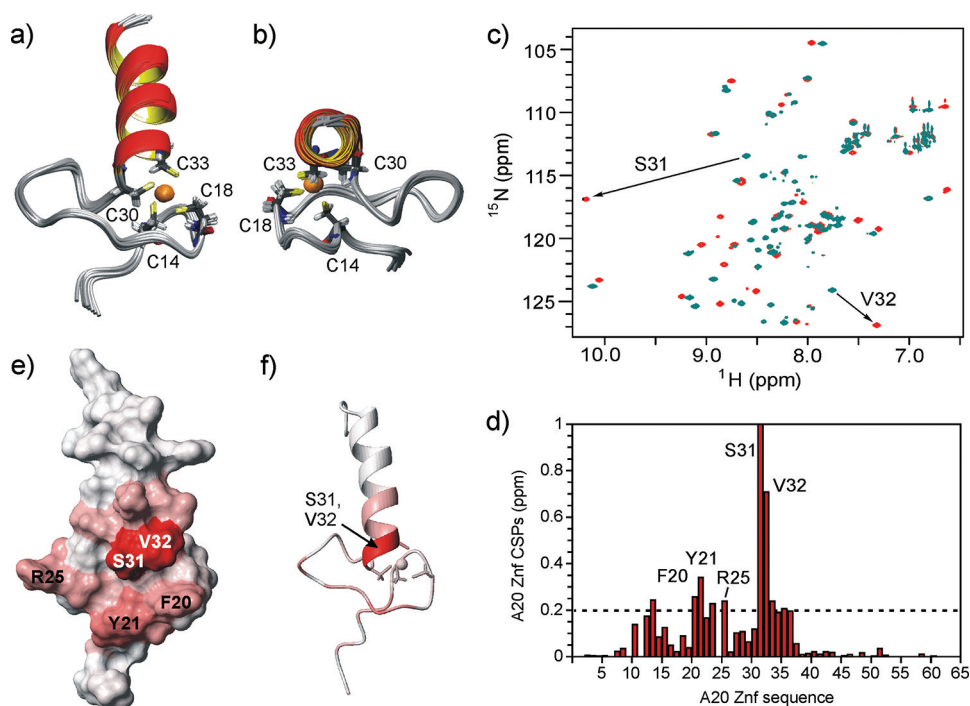 a)
C33
C18
C30
C14
b)
C33
C30
C18
C14
c)
105
110
115
120
125
15N (ppm)
S31
V32
10.0
9.0
8.0
7.0
1H (ppm)
e)
V32
S31
R25
F20
Y21
f)
S31,
V32
d)
1
0.8
0.6
0.4
0.2
0
A20 Znf CSPs (ppm)
S31
V32
Y21
F20
R25
5 10 15 20 25 30 35 40 45 50 55 60 65
A20 Znf sequence